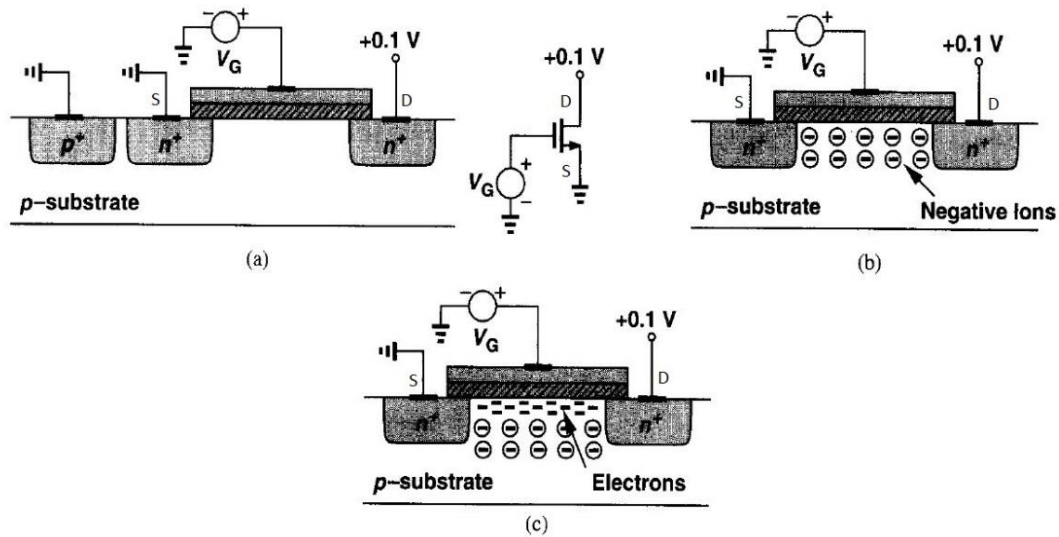 − +
V_G
+0.1 V
S
D
p+
n+
n+
p–substrate
(a)
+0.1 V
D
V_G
+
−
S
− +
V_G
+0.1 V
S
D
n+
n+
p–substrate
Negative Ions
(b)
− +
V_G
+0.1 V
S
D
n+
n+
p–substrate
Electrons
(c)